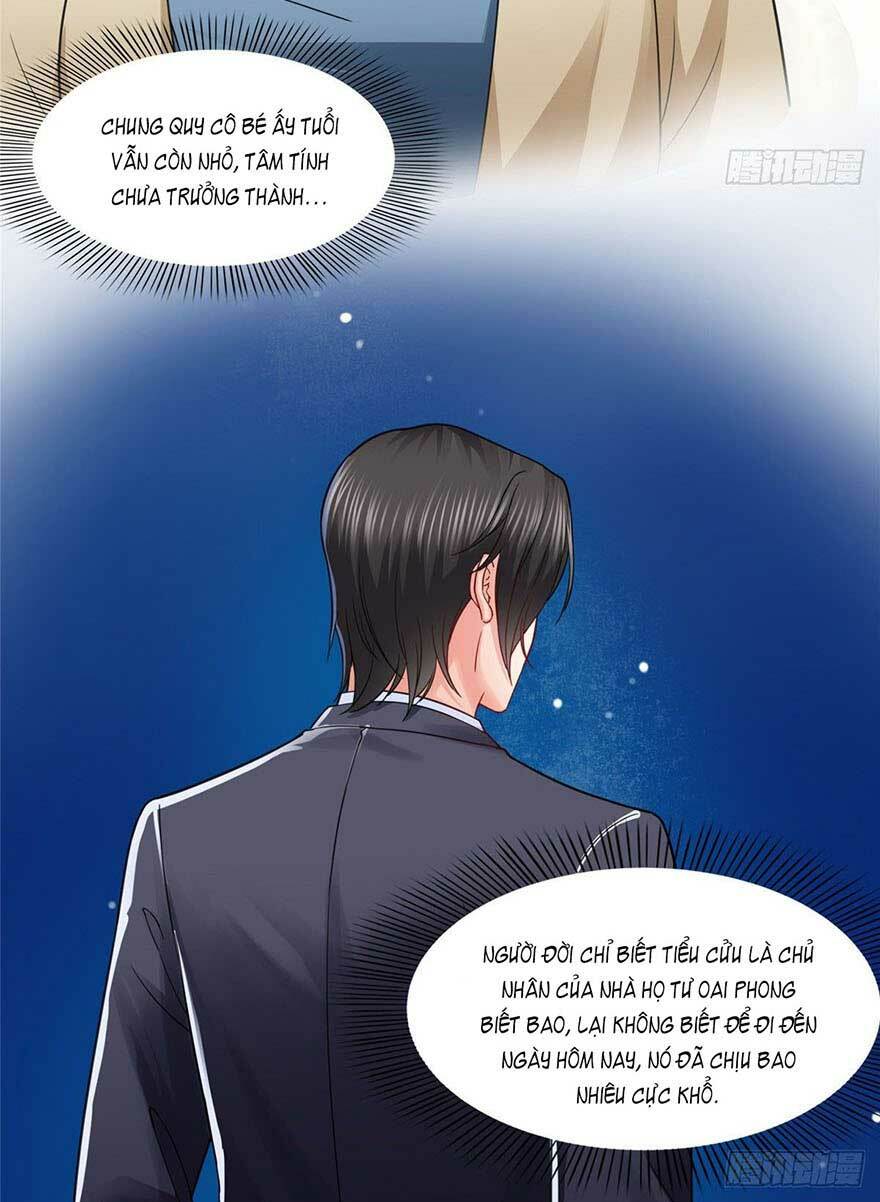 CHUNG QUY CÔ BÉ ẤY TUỔI
VẪN CÒN NHỎ, TÂM TÍNH
CHƯA TRƯỞNG THÀNH...
腾讯动漫
NGƯỜI ĐỜI CHỈ BIẾT TIỂU CỬU LÀ CHỦ
NHÂN CỦA NHÀ HỌ TƯ OAI PHONG
BIẾT BAO, LẠI KHÔNG BIẾT ĐỂ ĐI ĐẾN
NGÀY HÔM NAY, NÓ ĐÃ CHỊU BAO
NHIÊU CỰC KHỔ.
腾讯动漫